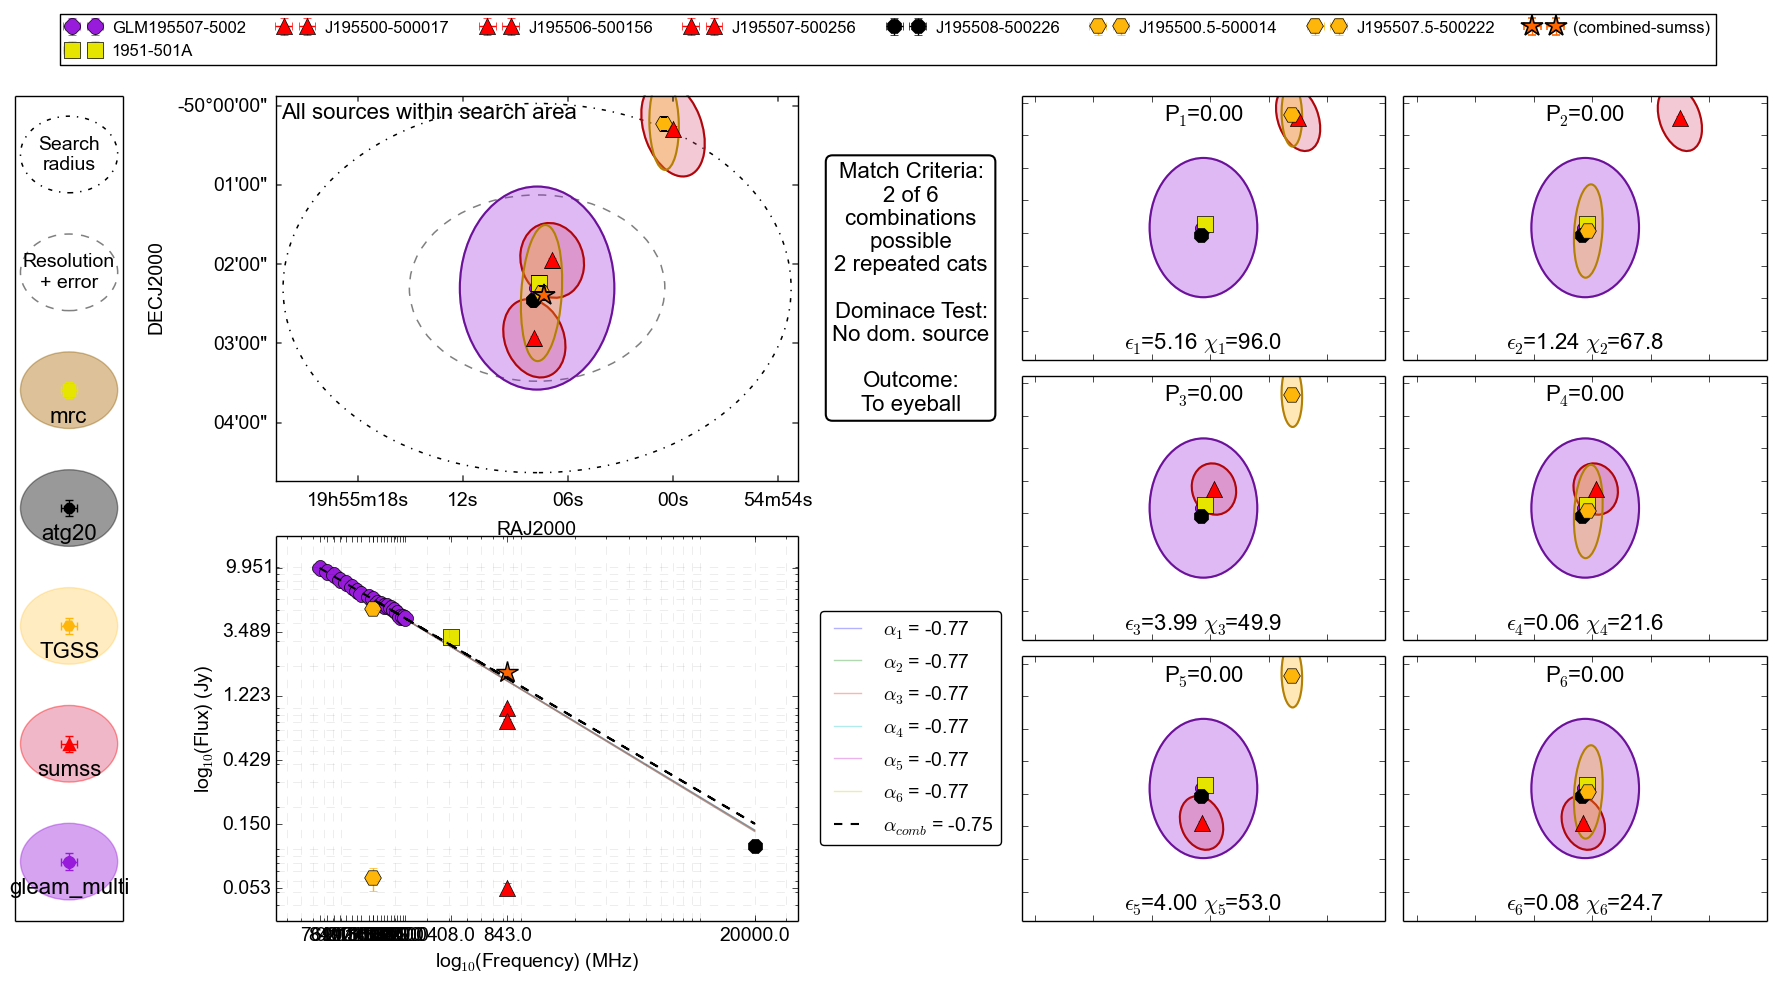 GLM195507-5002 J195500-500017 J195506-500156 J195507-500256 J195508-500226 J195500.5-500014 J195507.5-500222 (combined-sumss)
1951-501A
Search
radius
Resolution
+ error
mrc
atg20
TGSS
sumss
gleam_multi
All sources within search area
-50°00'00"
01'00"
02'00"
03'00"
04'00"
DECJ2000
19h55m18s 12s 06s 00s 54m54s
RAJ2000
Match Criteria:
2 of 6
combinations
possible
2 repeated cats
Dominace Test:
No dom. source
Outcome:
To eyeball
9.951
3.489
1.223
0.429
0.150
0.053
log10(Flux) (Jy)
408.0 843.0 20000.0
log10(Frequency) (MHz)
α1 = -0.77
α2 = -0.77
α3 = -0.77
α4 = -0.77
α5 = -0.77
α6 = -0.77
αcomb = -0.75
P1=0.00
ϵ1=5.16 χ1=96.0
P2=0.00
ϵ2=1.24 χ2=67.8
P3=0.00
ϵ3=3.99 χ3=49.9
P4=0.00
ϵ4=0.06 χ4=21.6
P5=0.00
ϵ5=4.00 χ5=53.0
P6=0.00
ϵ6=0.08 χ6=24.7